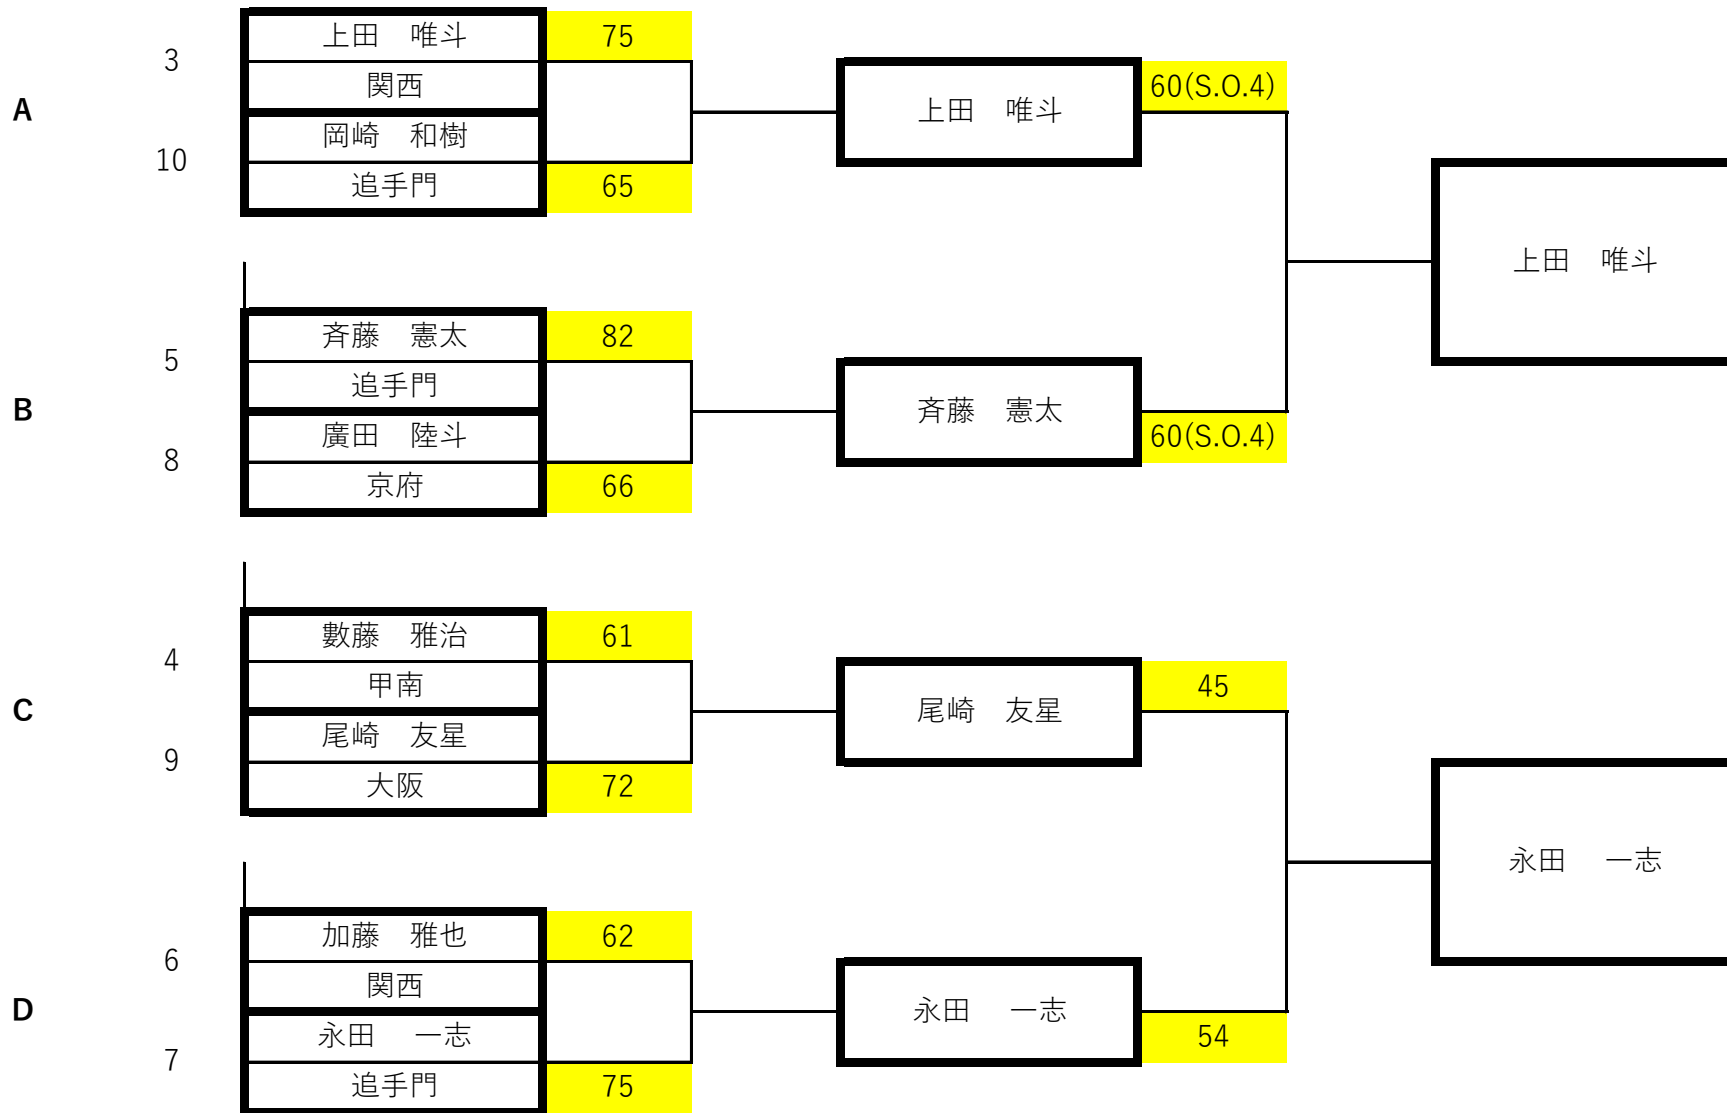 上田　唯斗 75
3
関西
A
岡崎　和樹
10
追手門 65
上田　唯斗 60(S.O.4)
斉藤　憲太 82
5
追手門
B
廣田　陸斗
8
京府 66
斉藤　憲太 60(S.O.4)
上田　唯斗
數藤　雅治 61
4
甲南
C
尾崎　友星
9
大阪 72
尾崎　友星 45
加藤　雅也 62
6
関西
D
永田　一志
7
追手門 75
永田　一志 54
永田　一志